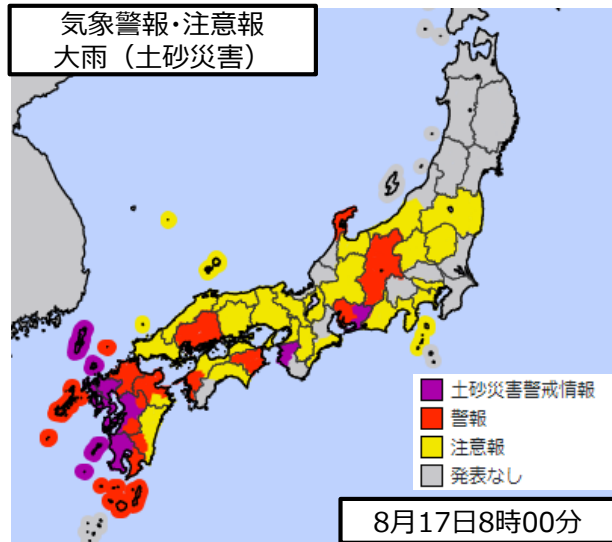 気象警報・注意報
大雨（土砂災害）
土砂災害警戒情報
警報
注意報
発表なし
8月17日8時00分